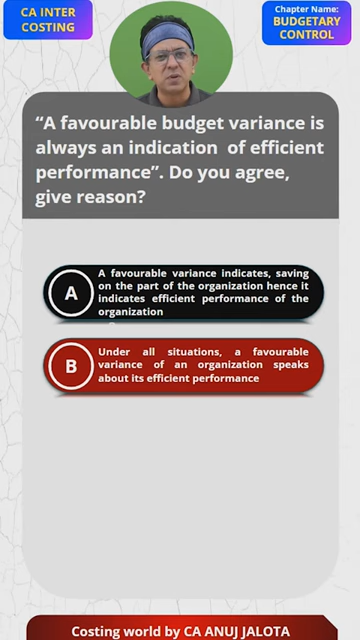 CA INTER
COSTING
Chapter Name:
BUDGETARY
CONTROL
“A favourable budget variance is
always an indication of efficient
performance”. Do you agree,
give reason?
A
A favourable variance indicates, saving
on the part of the organization hence it
indicates efficient performance of the
organization
B
Under all situations, a favourable
variance of an organization speaks
about its efficient performance
Costing world by CA ANUJ JALOTA